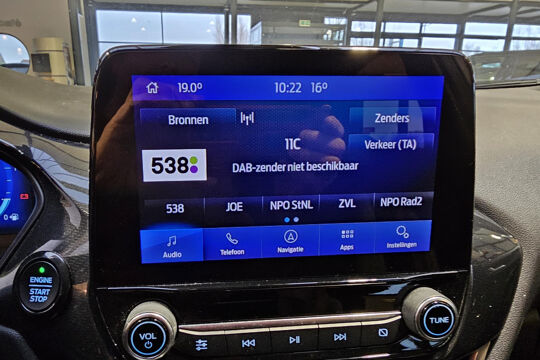 19.0° 10:22 16°
Bronnen Zenders
11C Verkeer (TA)
538 DAB-zender niet beschikbaar
538 JOE NPO StNL ZVL NPO Rad2
Audio Telefoon Navigatie Apps Instellingen
ENGINE
START
STOP
VOL TUNE